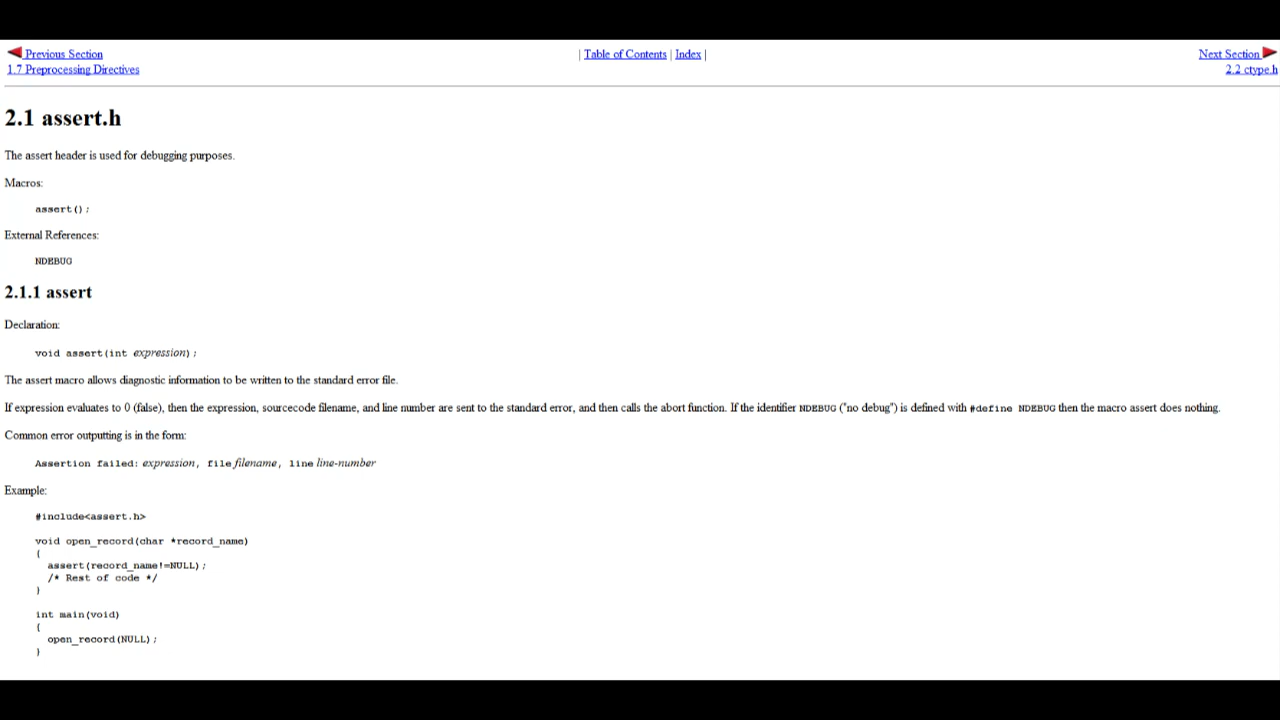 Previous Section | Table of Contents | Index | Next Section
1.7 Preprocessing Directives 2.2 ctype.h
2.1 assert.h
The assert header is used for debugging purposes.
Macros:
assert();
External References:
NDEBUG
2.1.1 assert
Declaration:
void assert(int expression);
The assert macro allows diagnostic information to be written to the standard error file.
If expression evaluates to 0 (false), then the expression, sourcecode filename, and line number are sent to the standard error, and then calls the abort function. If the identifier NDEBUG ("no debug") is defined with #define NDEBUG then the macro assert does nothing.
Common error outputting is in the form:
Assertion failed: expression, file filename, line line-number
Example:
#include<assert.h>
void open_record(char *record_name)
{
assert(record_name!=NULL);
/* Rest of code */
}
int main(void)
{
open_record(NULL);
}